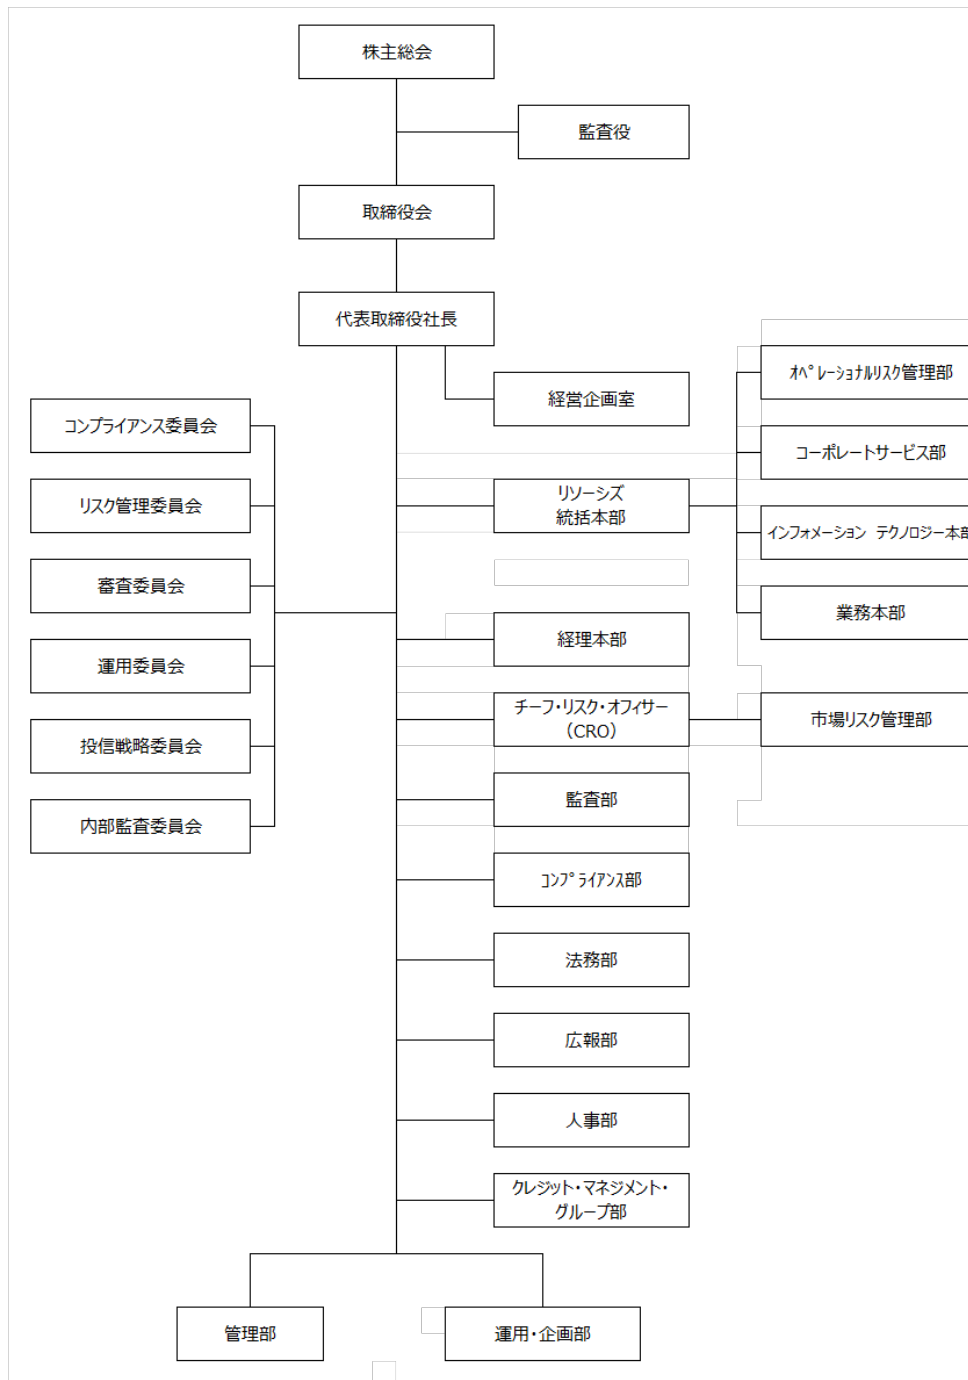 株主総会
監査役
取締役会
代表取締役社長
経営企画室
オペレーショナルリスク管理部
コンプライアンス委員会
コーポレートサービス部
リスク管理委員会
リソーシズ
統括本部
インフォメーション テクノロジー本部
審査委員会
業務本部
経理本部
運用委員会
チーフ・リスク・オフィサー
（CRO）
市場リスク管理部
投信戦略委員会
監査部
内部監査委員会
コンプライアンス部
法務部
広報部
人事部
クレジット・マネジメント・
グループ部
管理部
運用・企画部